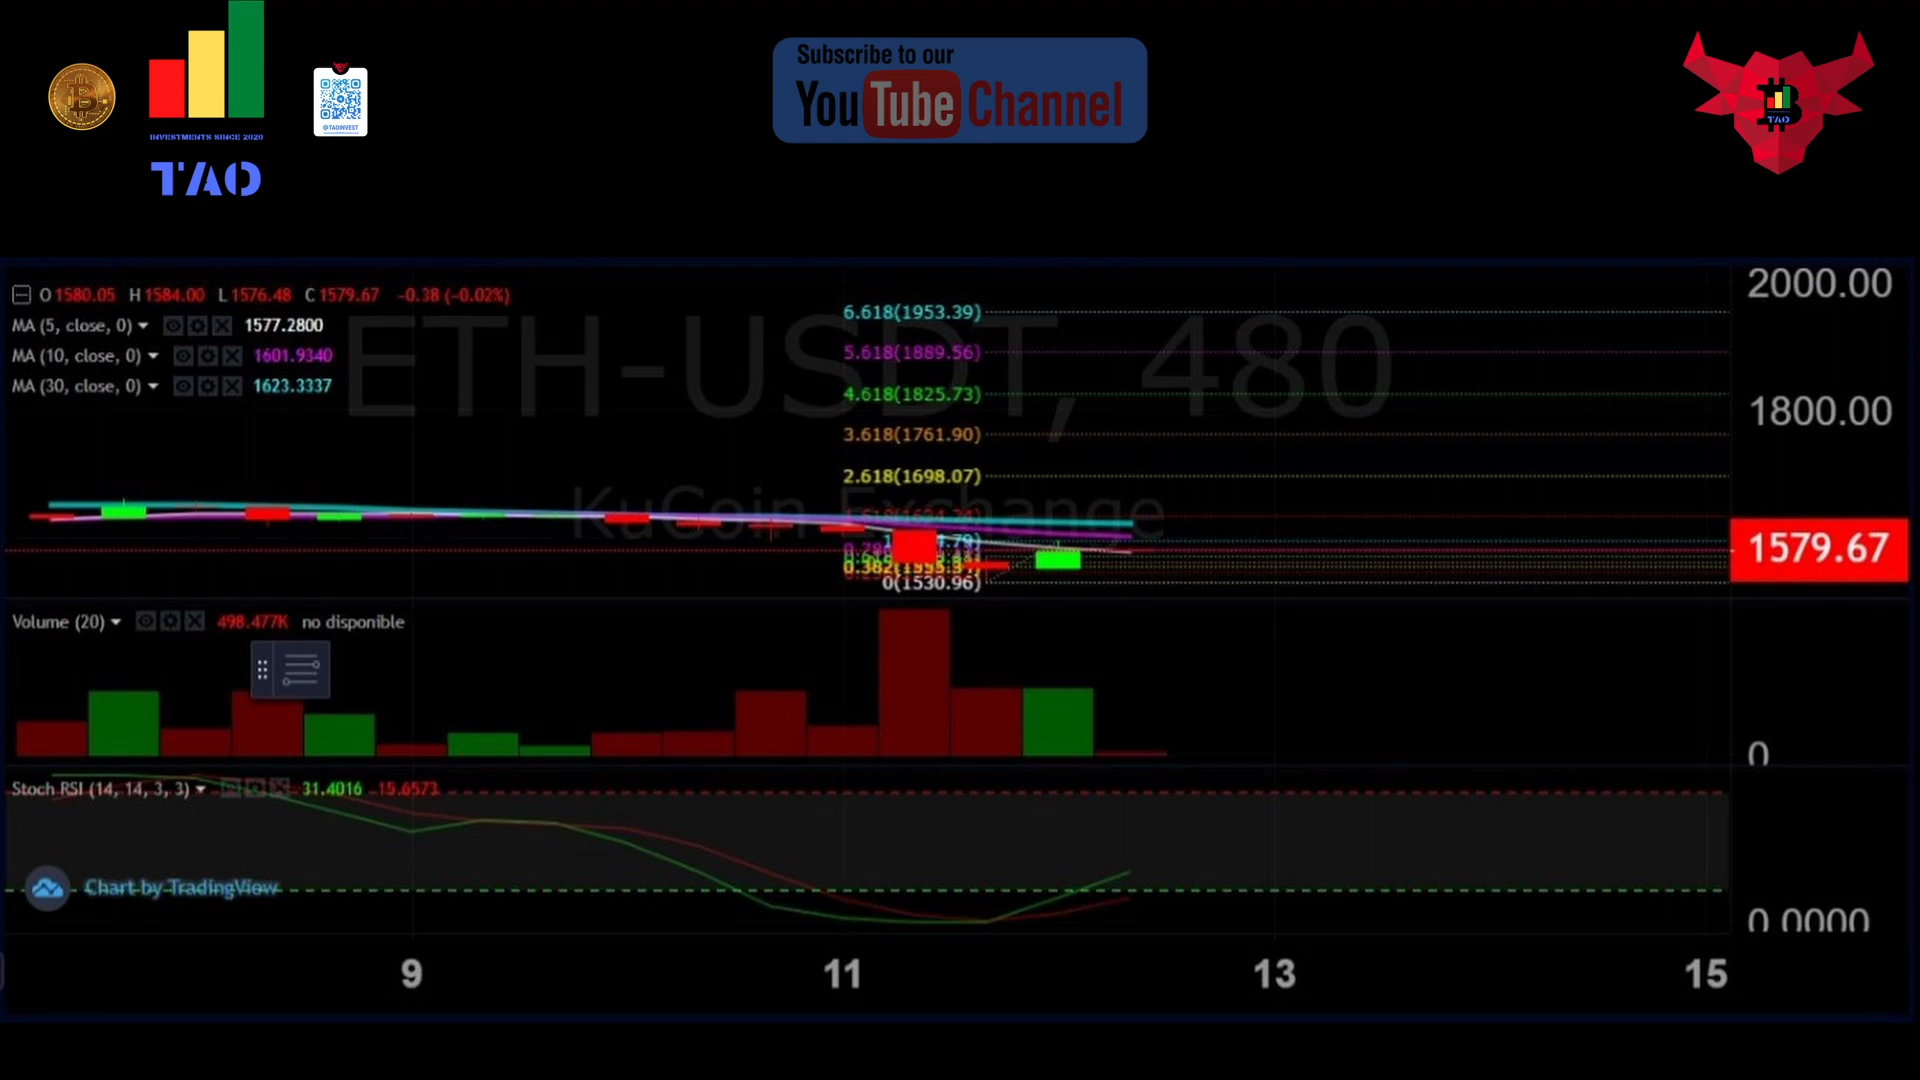 Subscribe to our
YouTube Channel
@TAOINVEST
INVESTMENTS SINCE 2020
TAO
TAO
ETH-USDT, 480
KuCoin Exchange
O 1580.05 H 1584.00 L 1576.48 C 1579.67 -0.38 (-0.02%)
MA (5, close, 0) 1577.2800
MA (10, close, 0) 1601.9340
MA (30, close, 0) 1623.3337
6.618(1953.39)
5.618(1889.56)
4.618(1825.73)
3.618(1761.90)
2.618(1698.07)
0(1530.96)
2000.00
1800.00
1579.67
Volume (20) 498.477K no disponible
0
Stoch RSI (14, 14, 3, 3) 31.4016 15.6573
Chart by TradingView
0.0000
9 11 13 15